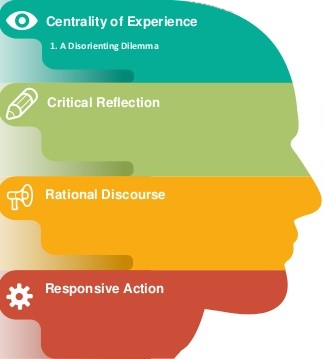 Centrality of Experience
1. A Disorienting Dilemma
Critical Reflection
Rational Discourse
Responsive Action